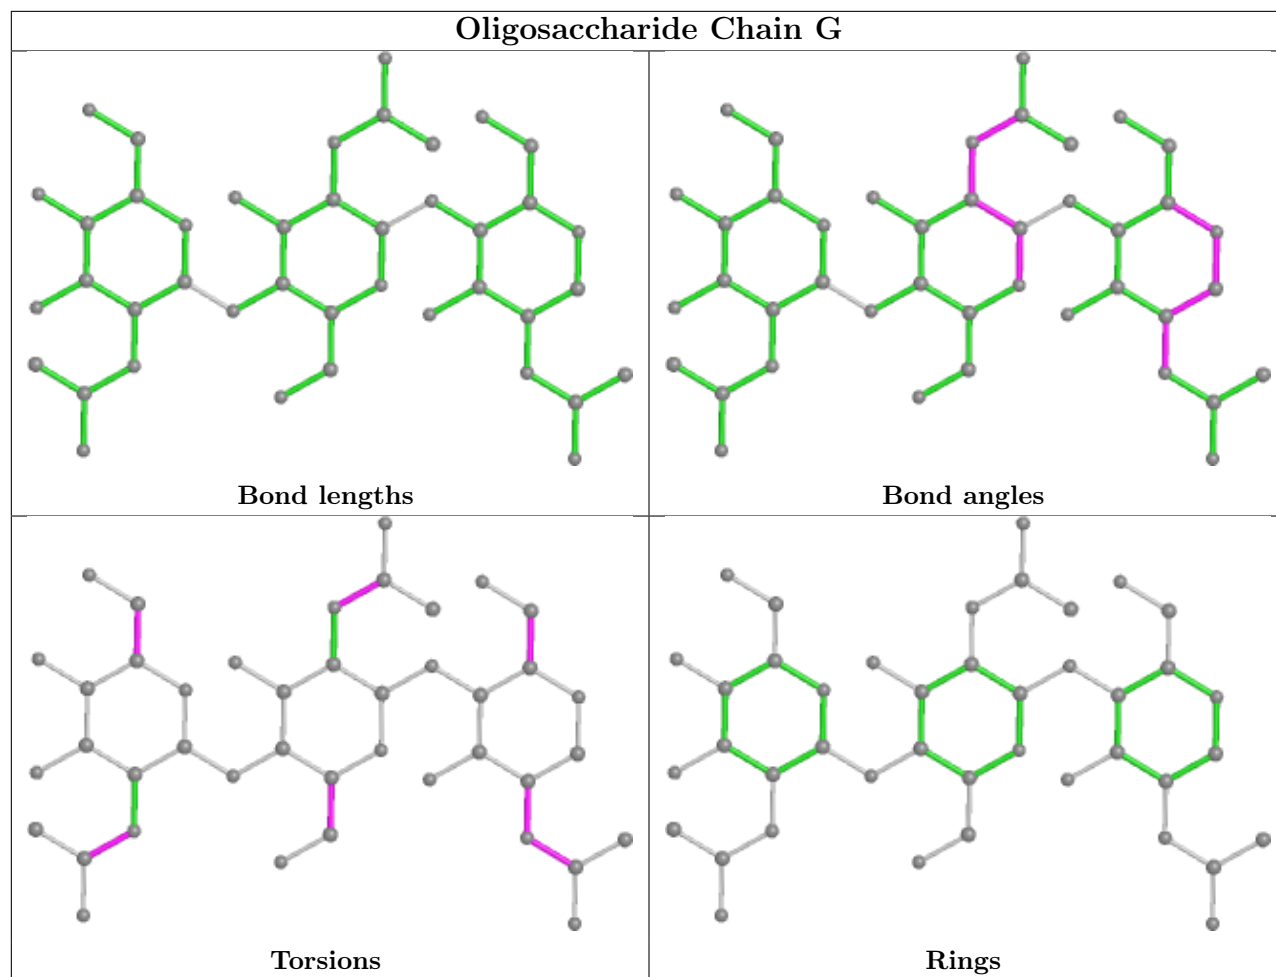 Oligosaccharide Chain G
Bond lengths
Bond angles
Torsions
Rings